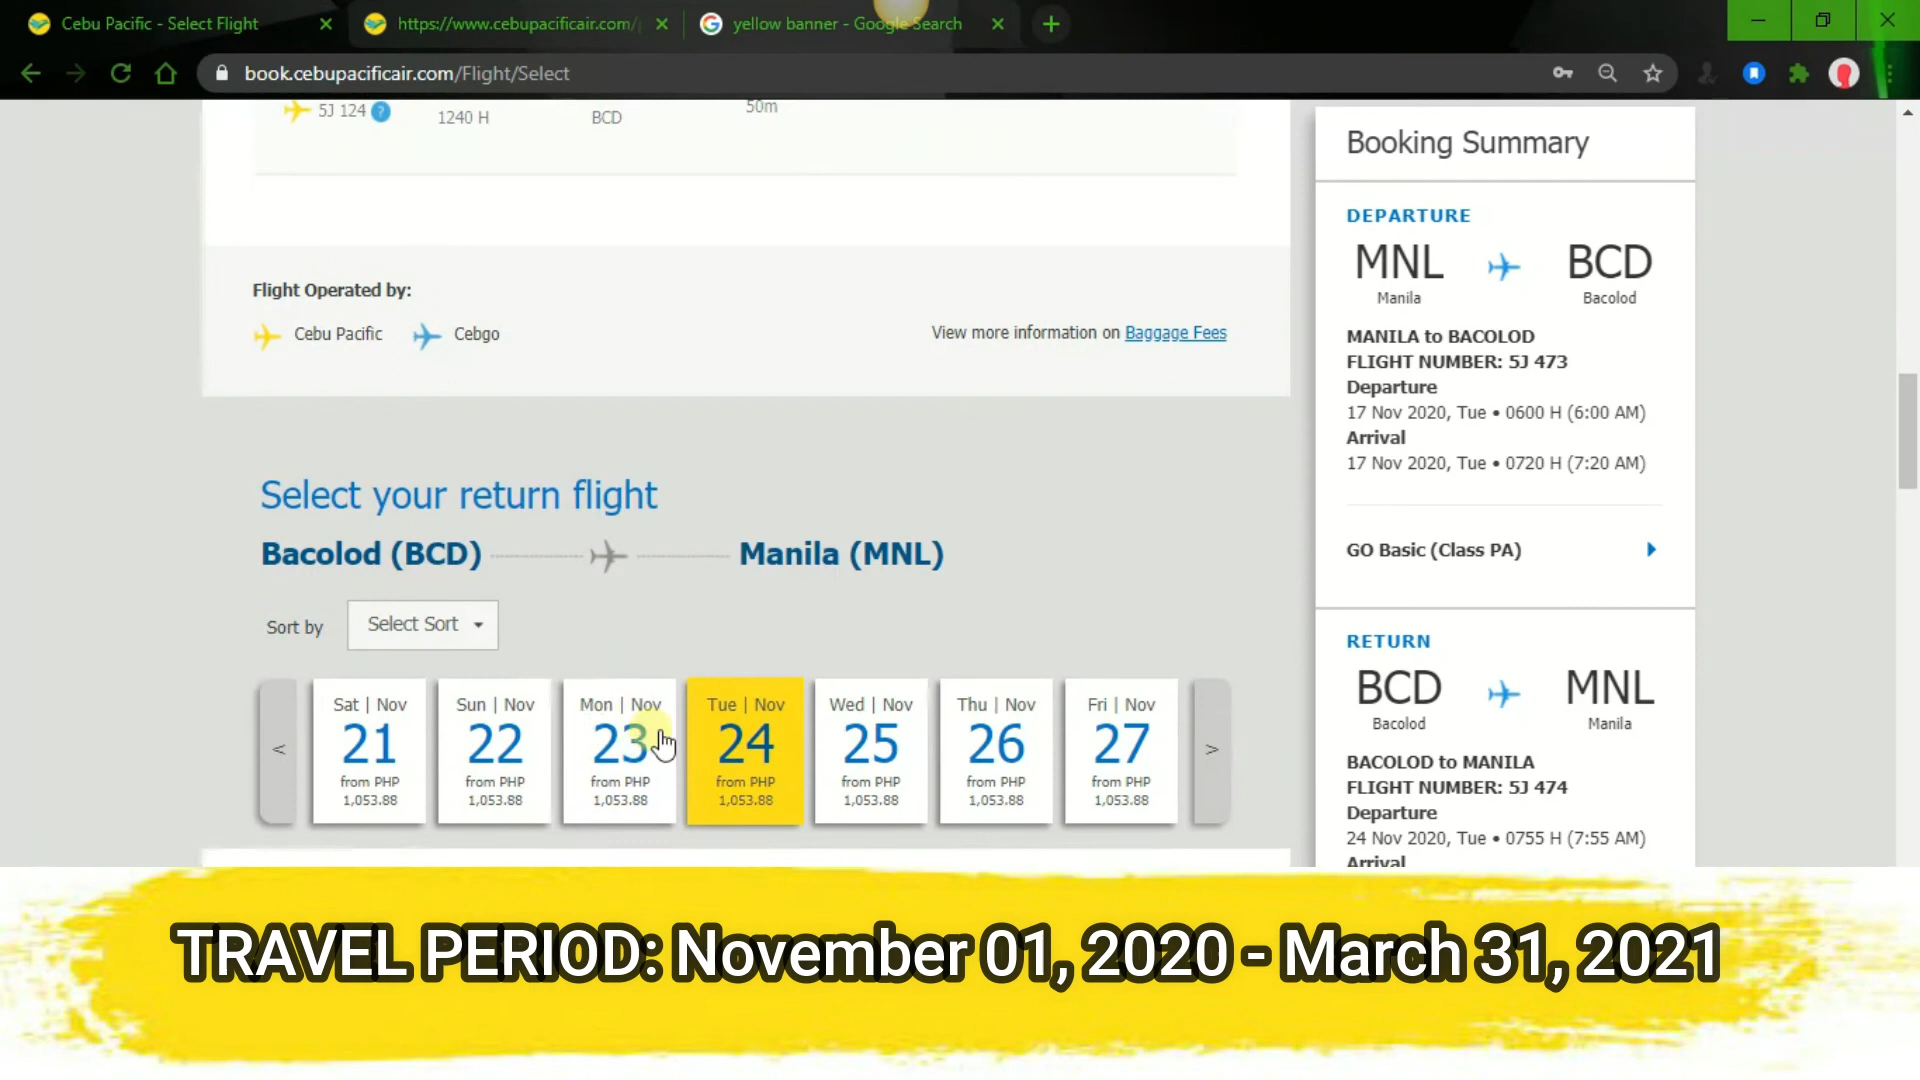 Cebu Pacific - Select Flight
https://www.cebupacificair.com/
yellow banner - Google Search
book.cebupacificair.com/Flight/Select
5J 124 ?
1240 H
BCD
50m
Flight Operated by:
Cebu Pacific
Cebgo
View more information on Baggage Fees
Select your return flight
Bacolod (BCD)
Manila (MNL)
Sort by
Select Sort
<
Sat | Nov
21
from PHP
1,053.88
Sun | Nov
22
from PHP
1,053.88
Mon | Nov
23
from PHP
1,053.88
Tue | Nov
24
from PHP
1,053.88
Wed | Nov
25
from PHP
1,053.88
Thu | Nov
26
from PHP
1,053.88
Fri | Nov
27
from PHP
1,053.88
>
Booking Summary
DEPARTURE
MNL
BCD
Manila
Bacolod
MANILA to BACOLOD
FLIGHT NUMBER: 5J 473
Departure
17 Nov 2020, Tue • 0600 H (6:00 AM)
Arrival
17 Nov 2020, Tue • 0720 H (7:20 AM)
GO Basic (Class PA)
RETURN
BCD
MNL
Bacolod
Manila
BACOLOD to MANILA
FLIGHT NUMBER: 5J 474
Departure
24 Nov 2020, Tue • 0755 H (7:55 AM)
Arrival
TRAVEL PERIOD: November 01, 2020 - March 31, 2021